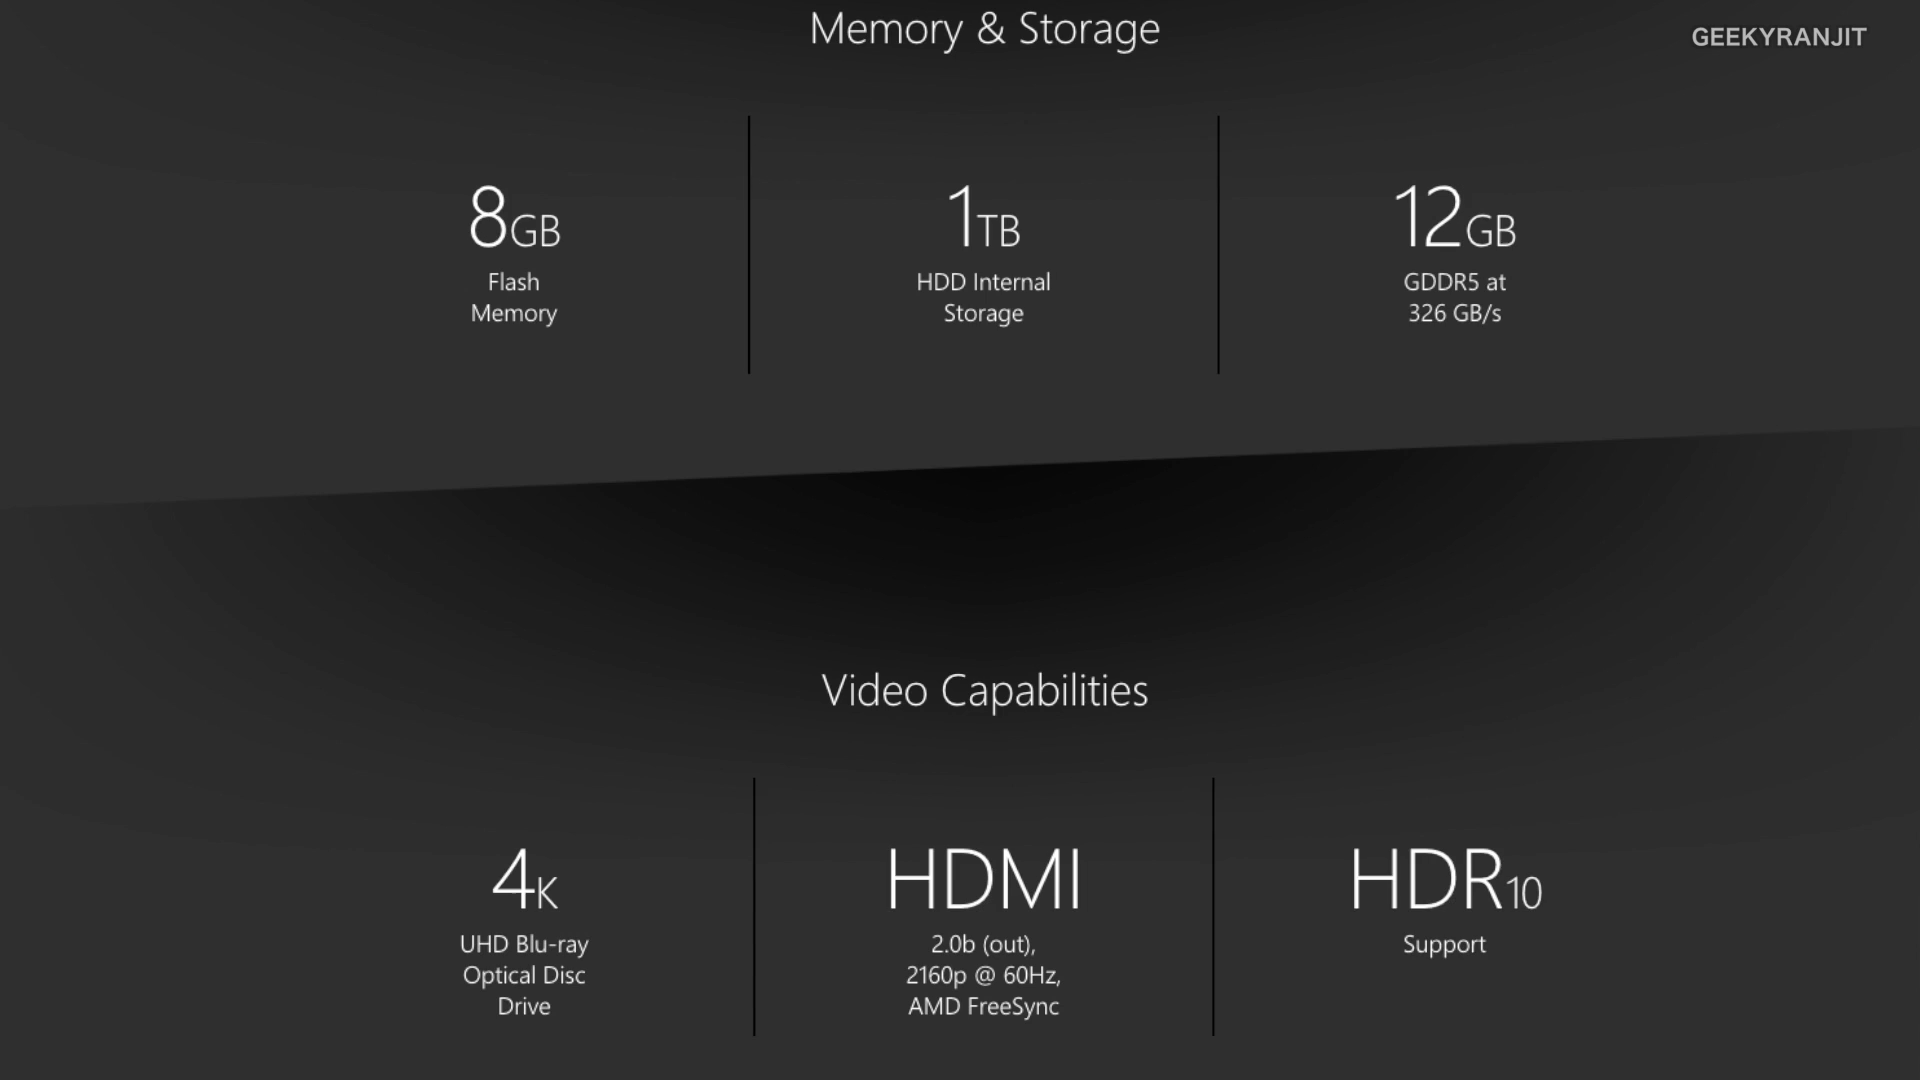 Memory & Storage
GEEKYRANJIT
8GB
Flash
Memory
1TB
HDD Internal
Storage
12GB
GDDR5 at
326 GB/s
Video Capabilities
4K
UHD Blu-ray
Optical Disc
Drive
HDMI
2.0b (out),
2160p @ 60Hz,
AMD FreeSync
HDR10
Support